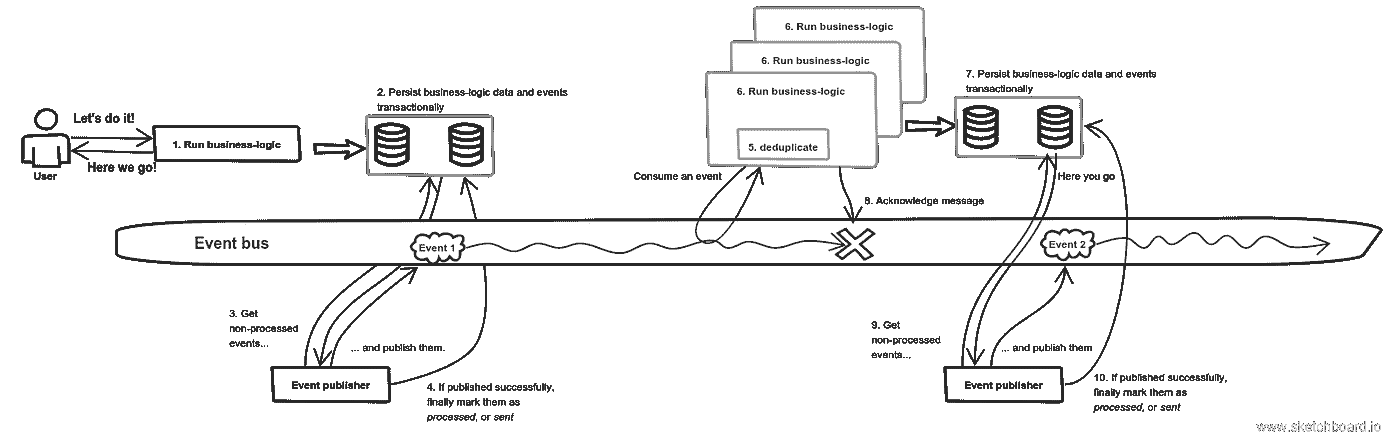 6. Run business-logic
6. Run business-logic
6. Run business-logic
5. deduplicate
7. Persist business-logic data and events
transactionally
2. Persist business-logic data and events
transactionally
Let's do it!
1. Run business-logic
Here we go!
User
Consume an event
Here you go
8. Acknowledge message
Event bus
Event 1
Event 2
3. Get
non-processed
events...
... and publish them.
Event publisher
4. If published successfully,
finally mark them as
processed, or sent
9. Get
non-processed
events...
... and publish them
Event publisher
10. If published successfully,
finally mark them as
processed, or sent
www.sketchboard.io